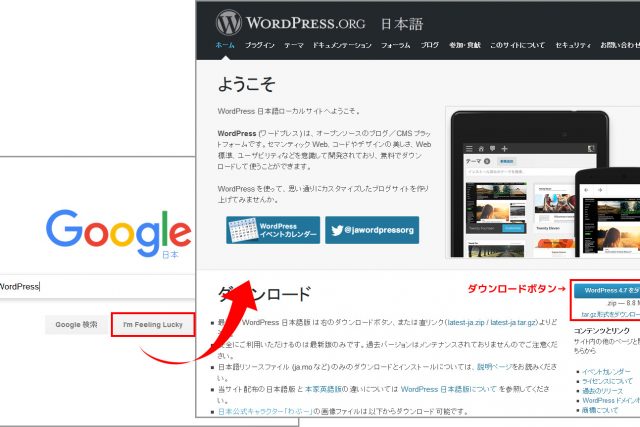 WORDPRESS.ORG 日本語
ホーム プラグイン テーマ ドキュメンテーション フォーラム ブログ 参加・貢献 このサイトについて セキュリティ お問い合わせ
ようこそ
WordPress 日本語ローカルサイトへようこそ。
WordPress (ワードプレス) は、オープンソースのブログ／CMS プラッ
トフォームです。セマンティック Web、コードやデザインの美しさ、Web
標準、ユーザビリティなどを意識して開発されており、無料でダウン
ロードして使うことができます。
WordPress を使って、思い通りにカスタマイズしたブログサイトを作り
上げてみませんか。
WordPress
イベントカレンダー
@jawordpressorg
テーマ
Twenty Eleven
Google
日本
WordPress
Google 検索
I'm Feeling Lucky
ダウンロード
ダウンロードボタン→
WordPress 4.7 をダ
.zip — 8.8 M
.tar.gz形式をダウンロー
最 WordPress 日本語版 は右のダウンロードボタン、または直リンク (latest-ja.zip / latest-ja.tar.gz) よりど
全にご利用いただけるのは最新版のみです。過去バージョンはメンテナンスされておりませんのでご注意くだ
さい。
日本語リソースファイル (ja.mo など) のみのダウンロードとインストールについては、説明ページをお読みくだ
さい。
当サイト配布の日本語版 と 本家英語版 の違いについては WordPress 日本語版について を参照してくださ
い。
日本公式キャラクター「わぷー」の画像ファイルは以下からダウンロード可能です。
コンテンツとリンク
サイト内の他のページと関
ちらから
イベントカレンダー
ライセンスについて
過去のリリース
WordPress ドメインポ
商標について